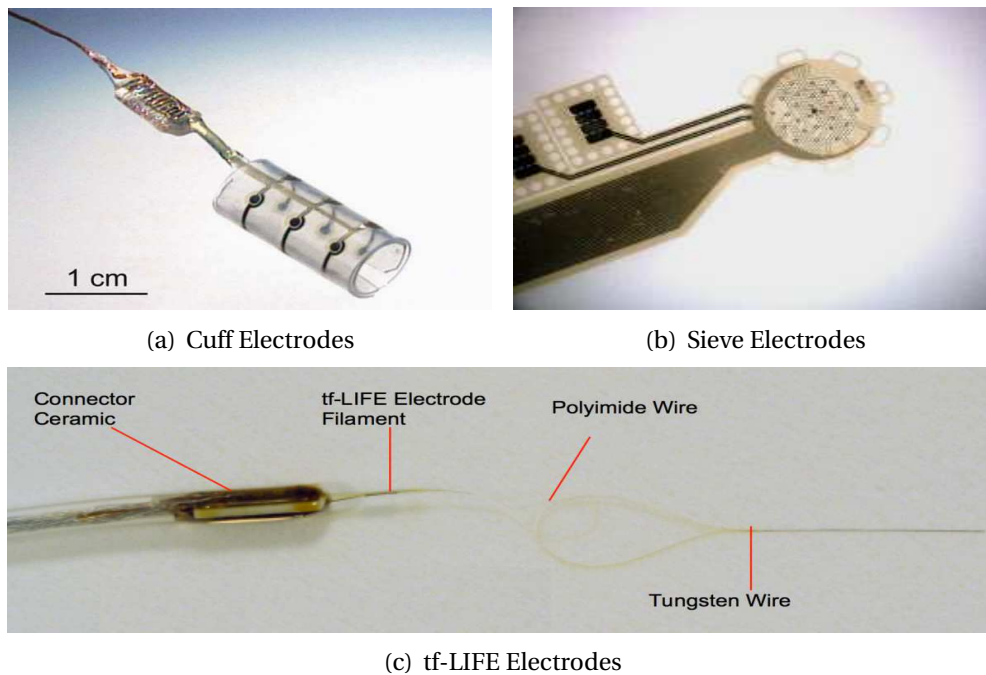 1 cm
(a) Cuff Electrodes
(b) Sieve Electrodes
Connector
Ceramic
tf-LIFE Electrode
Filament
Polyimide Wire
Tungsten Wire
(c) tf-LIFE Electrodes